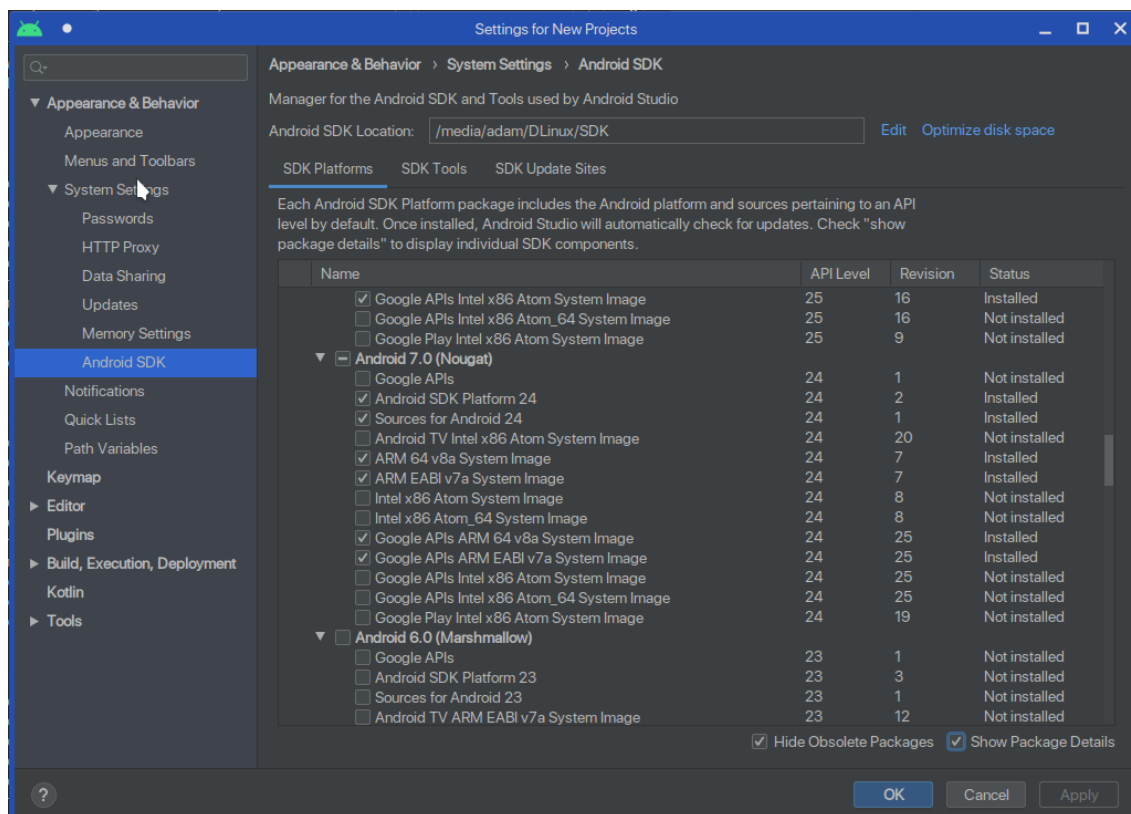 Settings for New Projects
Appearance & Behavior
Appearance
Menus and Toolbars
System Settings
Passwords
HTTP Proxy
Data Sharing
Updates
Memory Settings
Android SDK
Notifications
Quick Lists
Path Variables
Keymap
Editor
Plugins
Build, Execution, Deployment
Kotlin
Tools
Appearance & Behavior › System Settings › Android SDK
Manager for the Android SDK and Tools used by Android Studio
Android SDK Location: /media/adam/DLinux/SDK Edit Optimize disk space
SDK Platforms SDK Tools SDK Update Sites
Each Android SDK Platform package includes the Android platform and sources pertaining to an API
level by default. Once installed, Android Studio will automatically check for updates. Check "show
package details" to display individual SDK components.
Name API Level Revision Status
Google APIs Intel x86 Atom System Image 25 16 Installed
Google APIs Intel x86 Atom_64 System Image 25 16 Not installed
Google Play Intel x86 Atom System Image 25 9 Not installed
Android 7.0 (Nougat)
Google APIs 24 1 Not installed
Android SDK Platform 24 24 2 Installed
Sources for Android 24 24 1 Installed
Android TV Intel x86 Atom System Image 24 20 Not installed
ARM 64 v8a System Image 24 7 Installed
ARM EABI v7a System Image 24 7 Installed
Intel x86 Atom System Image 24 8 Not installed
Intel x86 Atom_64 System Image 24 8 Not installed
Google APIs ARM 64 v8a System Image 24 25 Installed
Google APIs ARM EABI v7a System Image 24 25 Installed
Google APIs Intel x86 Atom System Image 24 25 Not installed
Google APIs Intel x86 Atom_64 System Image 24 25 Not installed
Google Play Intel x86 Atom System Image 24 19 Not installed
Android 6.0 (Marshmallow)
Google APIs 23 1 Not installed
Android SDK Platform 23 23 3 Not installed
Sources for Android 23 23 1 Not installed
Android TV ARM EABI v7a System Image 23 12 Not installed
Hide Obsolete Packages Show Package Details
? OK Cancel Apply